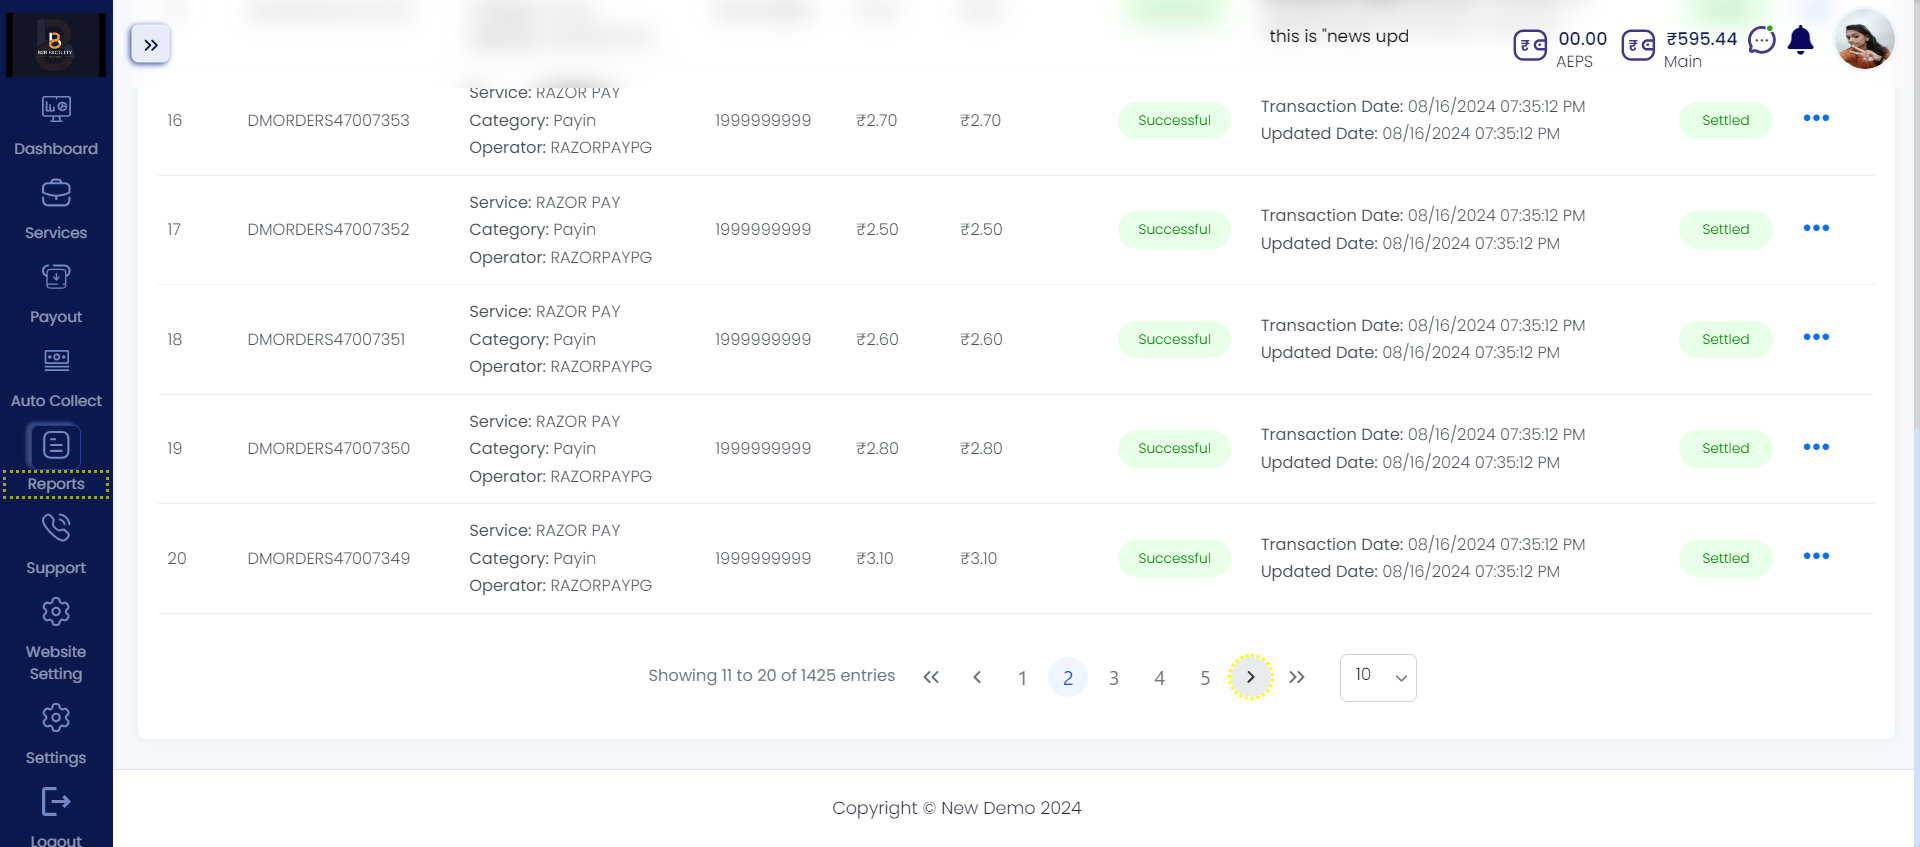 B2B FACILITY
this is "news upd
00.00
AEPS
₹595.44
Main
Dashboard
Services
Payout
Auto Collect
Reports
Support
Website
Setting
Settings
Logout
16 DMORDERS47007353 Service: RAZOR PAY Category: Payin Operator: RAZORPAYPG 1999999999 ₹2.70 ₹2.70 Successful Transaction Date: 08/16/2024 07:35:12 PM Updated Date: 08/16/2024 07:35:12 PM Settled
17 DMORDERS47007352 Service: RAZOR PAY Category: Payin Operator: RAZORPAYPG 1999999999 ₹2.50 ₹2.50 Successful Transaction Date: 08/16/2024 07:35:12 PM Updated Date: 08/16/2024 07:35:12 PM Settled
18 DMORDERS47007351 Service: RAZOR PAY Category: Payin Operator: RAZORPAYPG 1999999999 ₹2.60 ₹2.60 Successful Transaction Date: 08/16/2024 07:35:12 PM Updated Date: 08/16/2024 07:35:12 PM Settled
19 DMORDERS47007350 Service: RAZOR PAY Category: Payin Operator: RAZORPAYPG 1999999999 ₹2.80 ₹2.80 Successful Transaction Date: 08/16/2024 07:35:12 PM Updated Date: 08/16/2024 07:35:12 PM Settled
20 DMORDERS47007349 Service: RAZOR PAY Category: Payin Operator: RAZORPAYPG 1999999999 ₹3.10 ₹3.10 Successful Transaction Date: 08/16/2024 07:35:12 PM Updated Date: 08/16/2024 07:35:12 PM Settled
Showing 11 to 20 of 1425 entries 1 2 3 4 5 10
Copyright © New Demo 2024